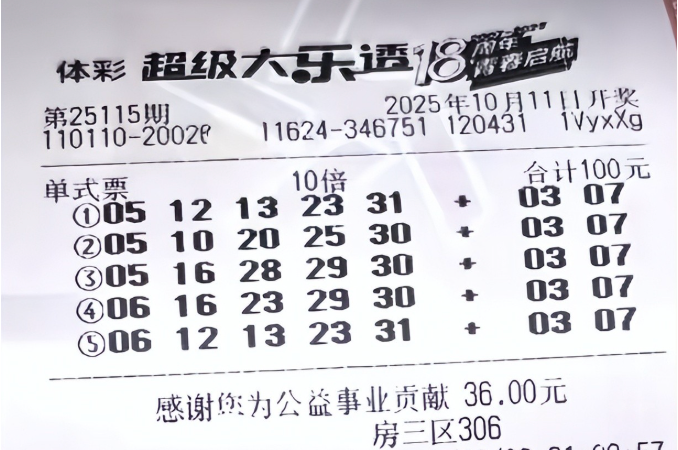 体彩 超级大乐透 18周年
第25115期 2025年10月11日开奖
110110-20028 11624-346751 120431 1VyxXg
单式票 10倍 合计100元
①05 12 13 23 31 + 03 07
②05 10 20 25 30 + 03 07
③05 16 28 29 30 + 03 07
④06 16 23 29 30 + 03 07
⑤06 12 13 23 31 + 03 07
感谢您为公益事业贡献 36.00元
房三区306